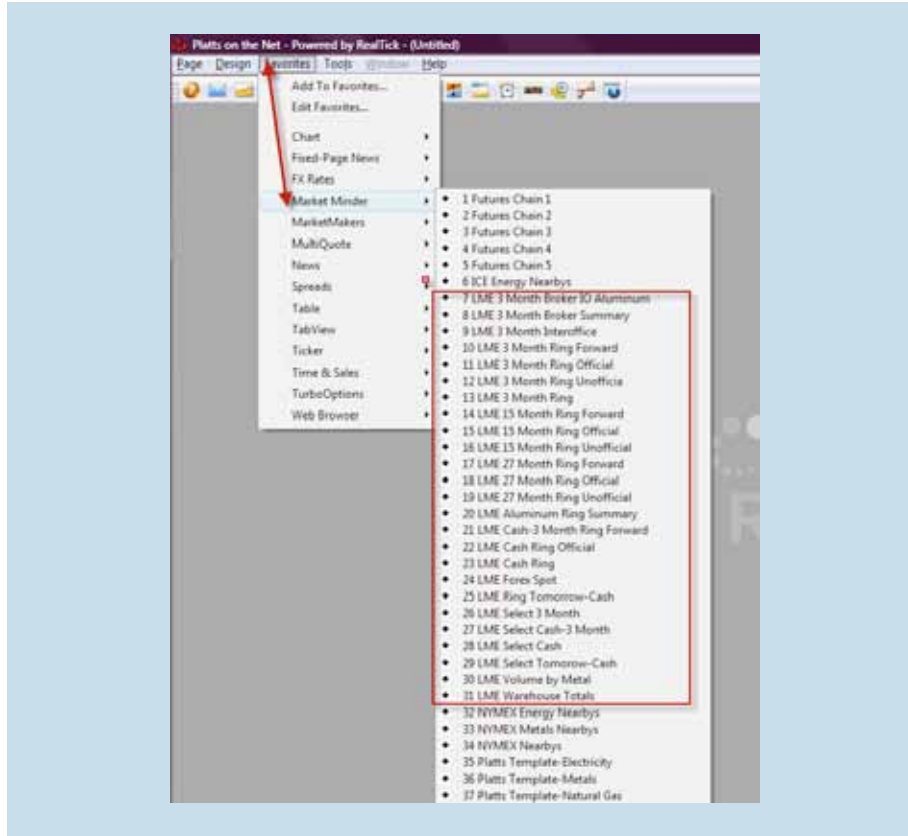 Platts on the Net - Powered by RealTick - (Untitled)
Page Design Favorites Tools Window Help
Add To Favorites...
Edit Favorites...
Chart
Fixed-Page News
FX Rates
Market Minder
MarketMakers
MultiQuote
News
Spreads
Table
TabView
Ticker
Time & Sales
TurboOptions
Web Browser
1 Futures Chain 1
2 Futures Chain 2
3 Futures Chain 3
4 Futures Chain 4
5 Futures Chain 5
6 ICE Energy Nearbys
7 LME 3 Month Broker IO Aluminum
8 LME 3 Month Broker Summary
9 LME 3 Month Interoffice
10 LME 3 Month Ring Forward
11 LME 3 Month Ring Official
12 LME 3 Month Ring Unofficia
13 LME 3 Month Ring
14 LME 15 Month Ring Forward
15 LME 15 Month Ring Official
16 LME 15 Month Ring Unofficial
17 LME 27 Month Ring Forward
18 LME 27 Month Ring Official
19 LME 27 Month Ring Unofficial
20 LME Aluminum Ring Summary
21 LME Cash-3 Month Ring Forward
22 LME Cash Ring Official
23 LME Cash Ring
24 LME Forex Spot
25 LME Ring Tomorrow-Cash
26 LME Select 3 Month
27 LME Select Cash-3 Month
28 LME Select Cash
29 LME Select Tomorow-Cash
30 LME Volume by Metal
31 LME Warehouse Totals
32 NYMEX Energy Nearbys
33 NYMEX Metals Nearbys
34 NYMEX Nearbys
35 Platts Template-Electricity
36 Platts Template-Metals
37 Platts Template-Natural Gas
R